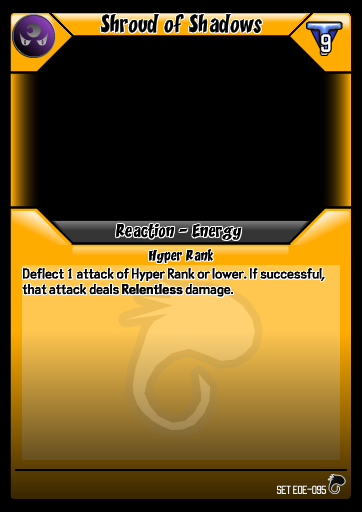 Shroud of Shadows
9
Reaction - Energy
Hyper Rank
Deflect 1 attack of Hyper Rank or lower. If successful,
that attack deals Relentless damage.
SET EOE-095